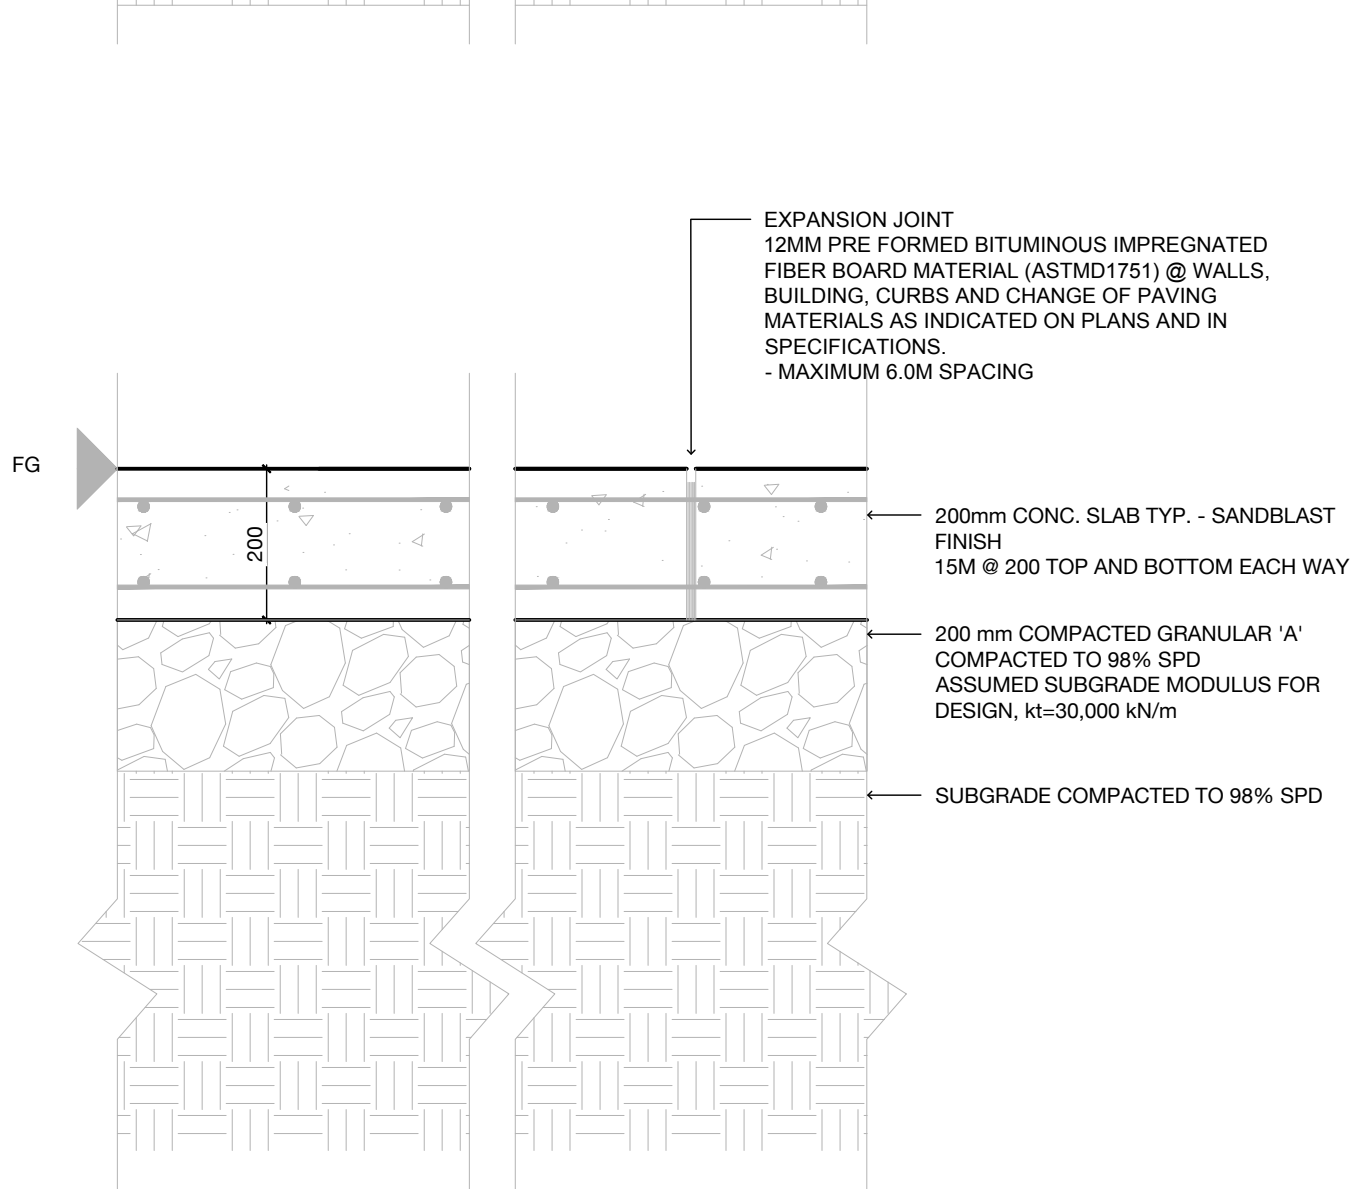 EXPANSION JOINT
12MM PRE FORMED BITUMINOUS IMPREGNATED
FIBER BOARD MATERIAL (ASTMD1751) @ WALLS,
BUILDING, CURBS AND CHANGE OF PAVING
MATERIALS AS INDICATED ON PLANS AND IN
SPECIFICATIONS.
- MAXIMUM 6.0M SPACING
FG
200
200mm CONC. SLAB TYP. - SANDBLAST
FINISH
15M @ 200 TOP AND BOTTOM EACH WAY
200 mm COMPACTED GRANULAR 'A'
COMPACTED TO 98% SPD
ASSUMED SUBGRADE MODULUS FOR
DESIGN, kt=30,000 kN/m
SUBGRADE COMPACTED TO 98% SPD